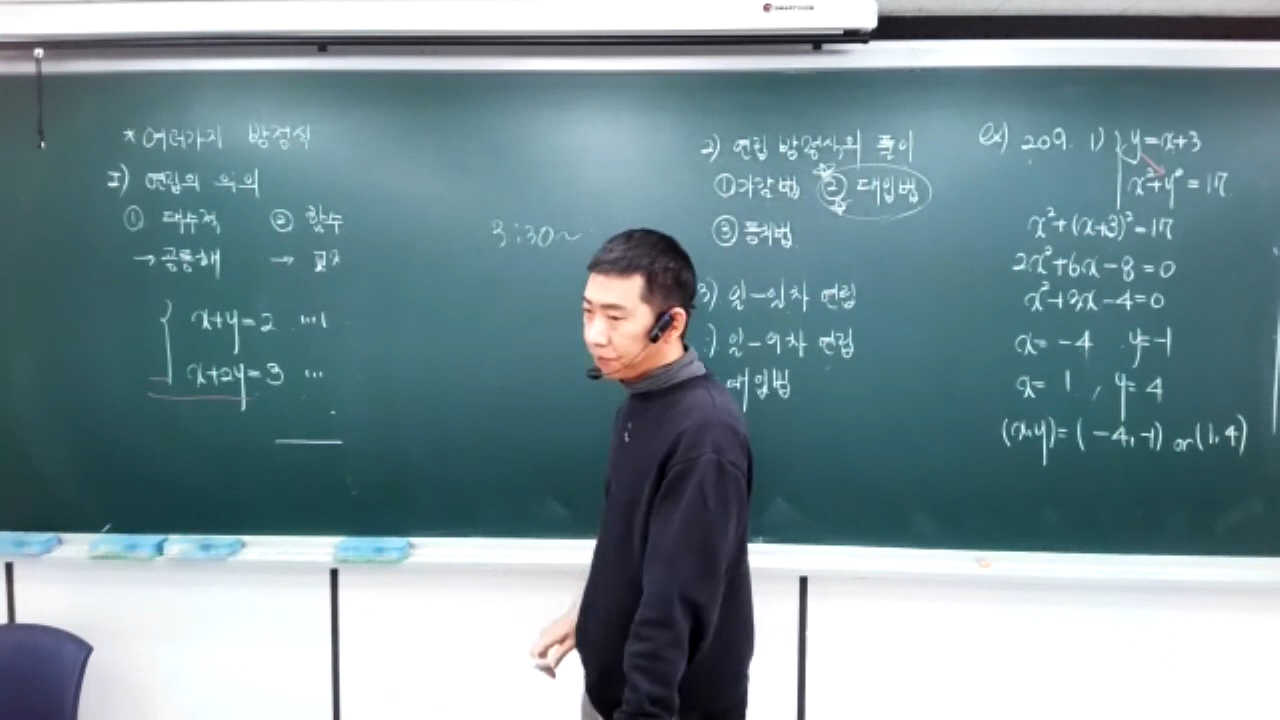 SMART
* 여러가지 방정식
1) 연립의 의의
① 대수적 ② 함수
→ 공통해 → 교점
x+y=2 ...
x+2y=3 ...
3:30~
2) 연립 방정식의 풀이
① 가감법 ② 대입법
③ 등치법
3) 일-일차 연립
) 일-이차 연립
대입법
ex) 209. 1) y=x+3
x²+y²=17
x²+(x+3)²=17
2x²+6x-8=0
x²+3x-4=0
x=-4 y=-1
x=1, y=4
(x,y)=(-4,-1) or (1,4)